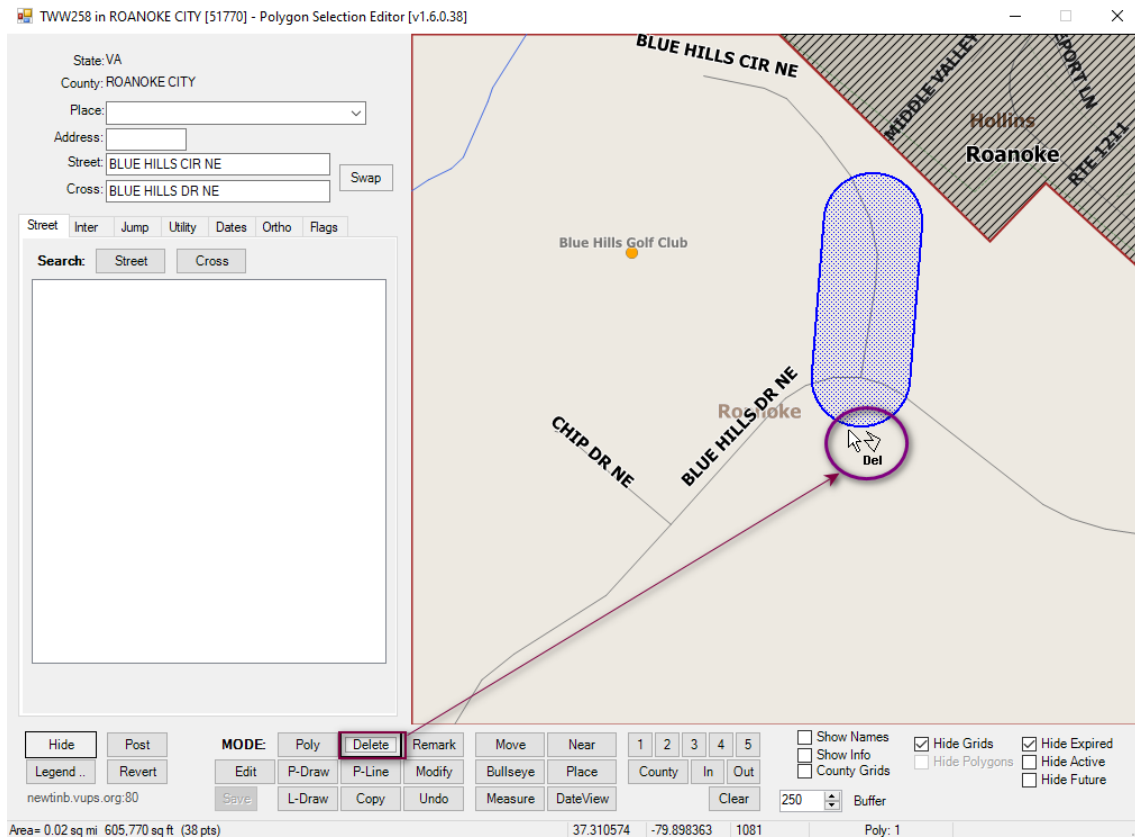 TWW258 in ROANOKE CITY [51770] - Polygon Selection Editor [v1.6.0.38]
State: VA
County: ROANOKE CITY
Place:
Address:
Street: BLUE HILLS CIR NE
Cross: BLUE HILLS DR NE
Swap
Street Inter Jump Utility Dates Ortho Flags
Search: Street Cross
BLUE HILLS CIR NE
MIDDLE VALLEY
EPORT LN
Hollins
Roanoke
RTE 1211
Blue Hills Golf Club
Roanoke
BLUE HILLS DR NE
CHIP DR NE
Del
Hide Post MODE: Poly Delete Remark Move Near 1 2 3 4 5
Legend .. Revert Edit P-Draw P-Line Modify Bullseye Place County In Out
newtinb.vups.org:80 Save L-Draw Copy Undo Measure DateView Clear
Show Names
Show Info
County Grids
Hide Grids
Hide Polygons
Hide Expired
Hide Active
Hide Future
250 Buffer
Area= 0.02 sq mi 605,770 sq ft (38 pts) 37.310574 -79.898363 1081 Poly: 1